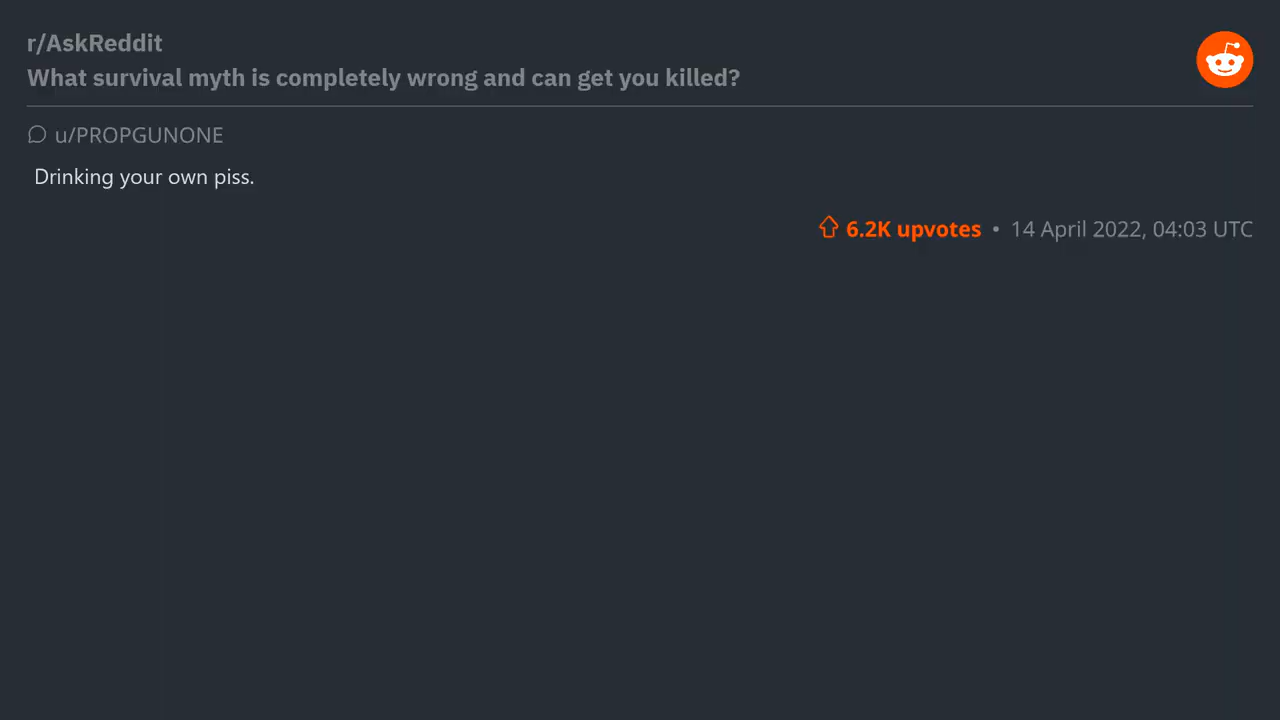 r/AskReddit
What survival myth is completely wrong and can get you killed?
u/PROPGUNONE
Drinking your own piss.
6.2K upvotes • 14 April 2022, 04:03 UTC